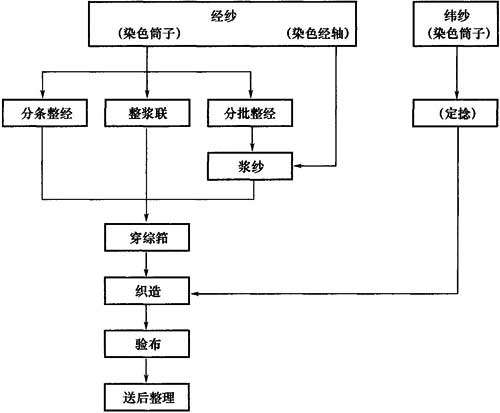 经纱
(染色筒子) (染色经轴)
纬纱
(染色筒子)
分条整经
整浆联
分批整经
(定捻)
浆纱
穿综筘
织造
验布
送后整理